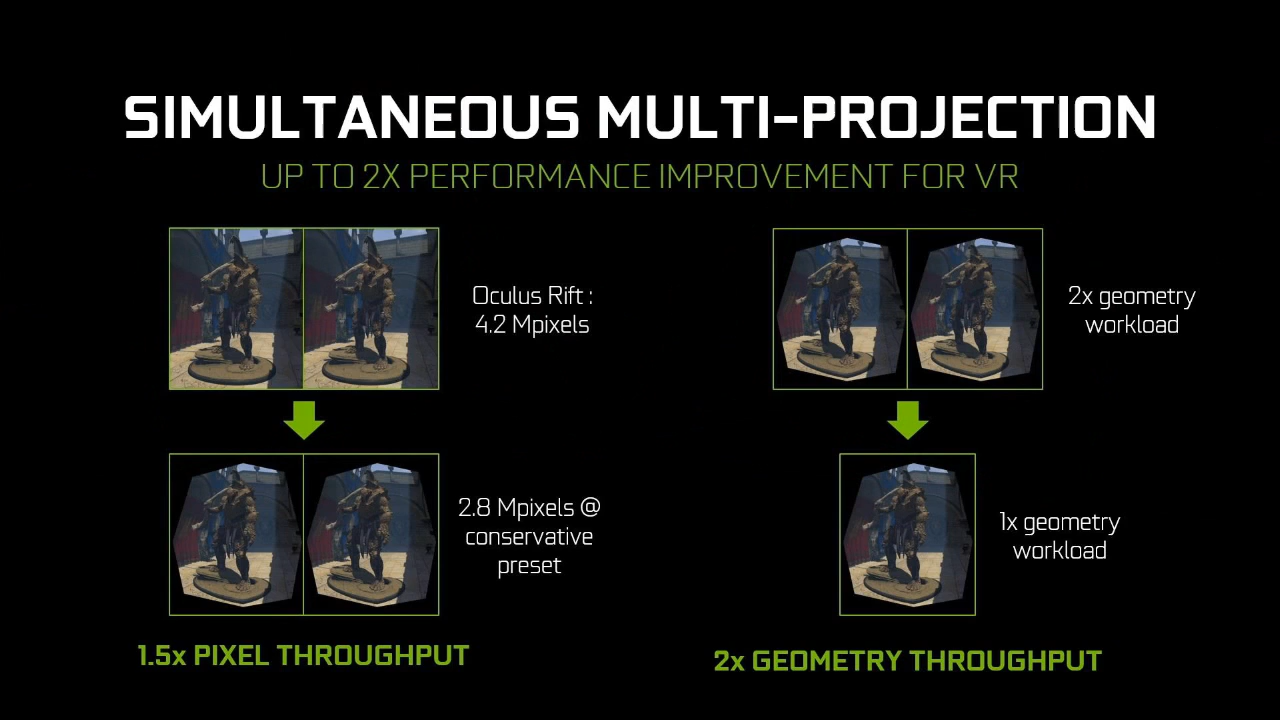 SIMULTANEOUS MULTI-PROJECTION
UP TO 2X PERFORMANCE IMPROVEMENT FOR VR
Oculus Rift :
4.2 Mpixels
2.8 Mpixels @
conservative
preset
1.5x PIXEL THROUGHPUT
2x geometry
workload
1x geometry
workload
2x GEOMETRY THROUGHPUT